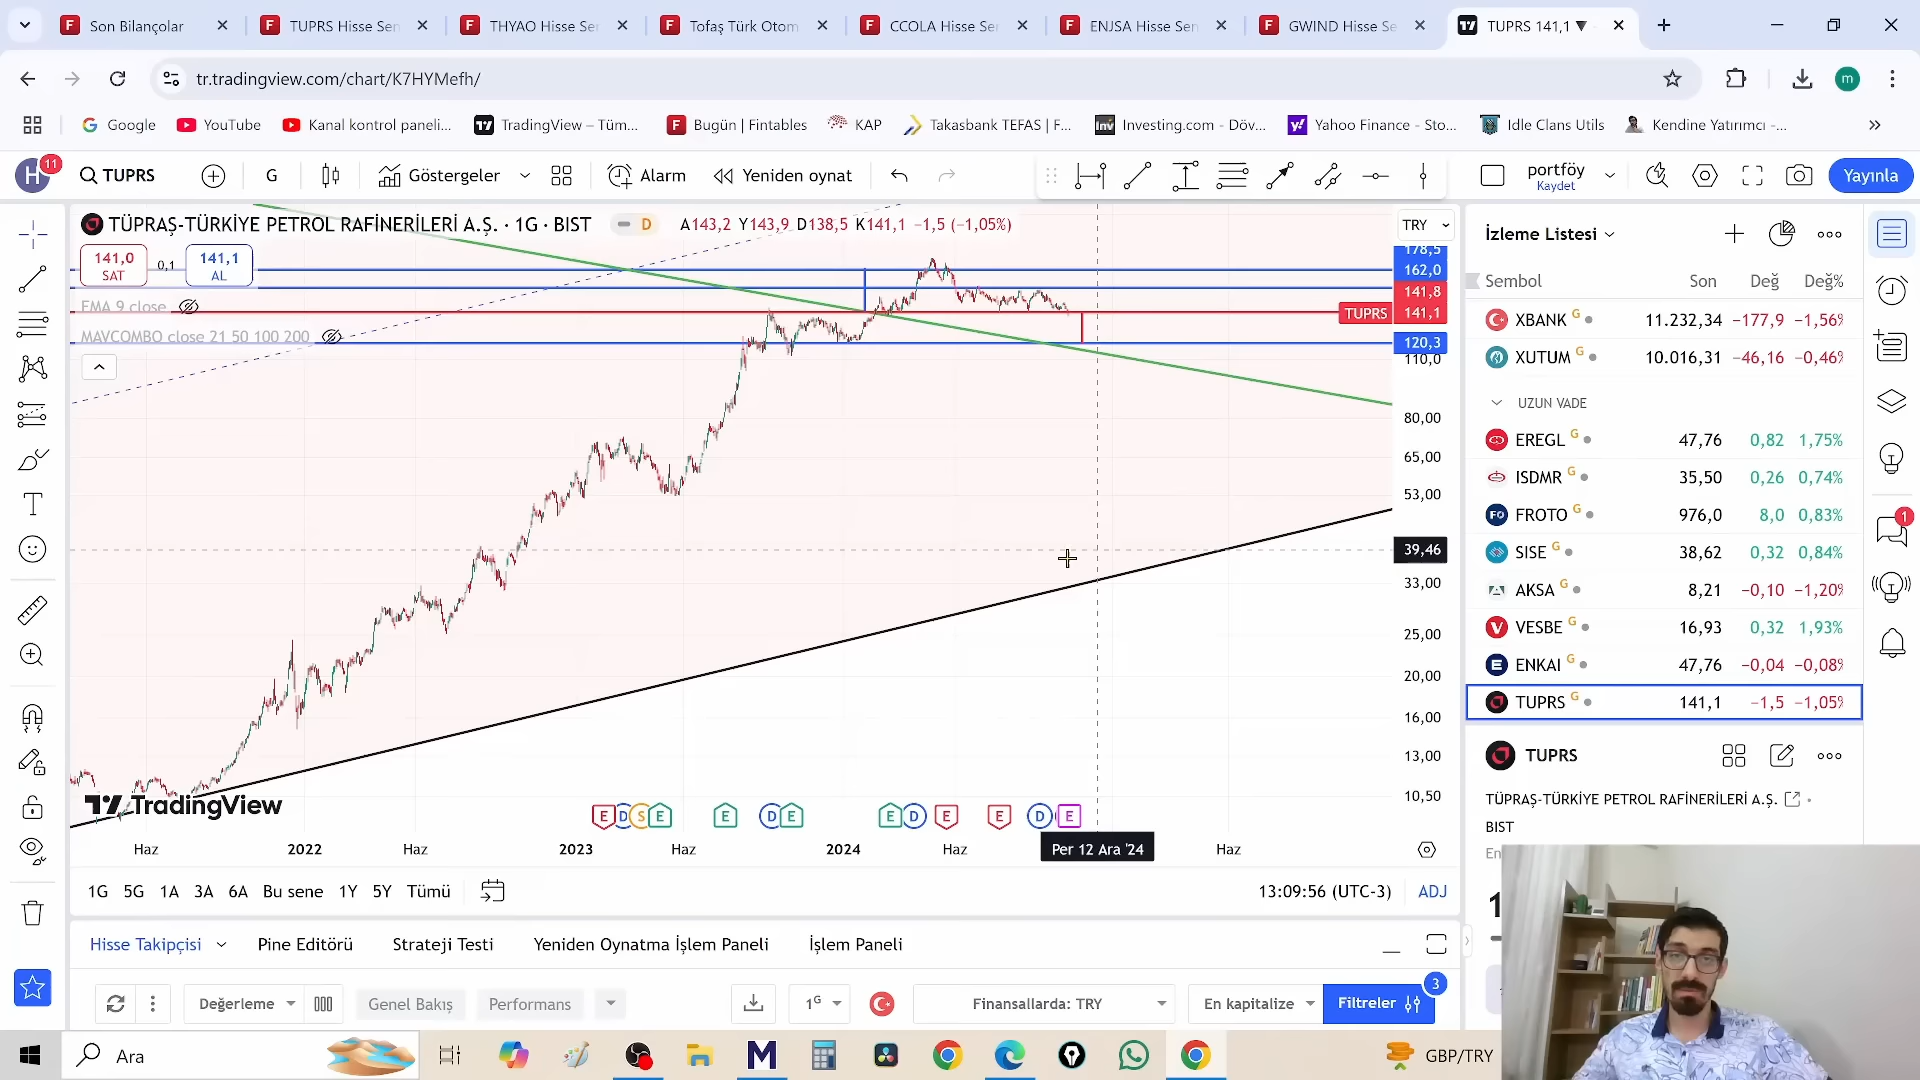 Son Bilançolar
TUPRS Hisse Sen
THYAO Hisse Ser
Tofaş Türk Otom
CCOLA Hisse Ser
ENJSA Hisse Sen
GWIND Hisse Se
TUPRS 141,1 ▼
tr.tradingview.com/chart/K7HYMefh/
m
Google
YouTube
Kanal kontrol paneli...
TradingView – Tüm...
Bugün | Fintables
KAP
Takasbank TEFAS | F...
Investing.com - Döv...
Yahoo Finance - Sto...
Idle Clans Utils
Kendine Yatırımcı -...
H
11
TUPRS
G
Göstergeler
Alarm
Yeniden oynat
portföy
Kaydet
Yayınla
TÜPRAŞ-TÜRKİYE PETROL RAFİNERİLERİ A.Ş. · 1G · BIST
D
A143,2 Y143,9 D138,5 K141,1 −1,5 (−1,05%)
TRY
141,0
SAT
0,1
141,1
AL
EMA 9 close
MAVCOMBO close 21 50 100 200
178,5
162,0
141,8
TUPRS
141,1
120,3
110,0
80,00
65,00
53,00
39,46
33,00
25,00
20,00
16,00
13,00
10,50
TradingView
E D S E E D E E D E E D E
Haz
2022
Haz
2023
Haz
2024
Haz
Per 12 Ara '24
Haz
1G 5G 1A 3A 6A Bu sene 1Y 5Y Tümü
13:09:56 (UTC-3)
ADJ
Hisse Takipçisi
Pine Editörü
Strateji Testi
Yeniden Oynatma İşlem Paneli
İşlem Paneli
Değerleme
Genel Bakış
Performans
1G
Finansallarda: TRY
En kapitalize
Filtreler
3
İzleme Listesi
Sembol Son Değ Değ%
XBANK G 11.232,34 −177,9 −1,56%
XUTUM G 10.016,31 −46,16 −0,46%
UZUN VADE
EREGL G 47,76 0,82 1,75%
ISDMR G 35,50 0,26 0,74%
FROTO G 976,0 8,0 0,83%
SISE G 38,62 0,32 0,84%
AKSA G 8,21 −0,10 −1,20%
VESBE G 16,93 0,32 1,93%
ENKAI G 47,76 −0,04 −0,08%
TUPRS G 141,1 −1,5 −1,05%
TUPRS
TÜPRAŞ-TÜRKİYE PETROL RAFİNERİLERİ A.Ş.
BIST
1
Ara
GBP/TRY